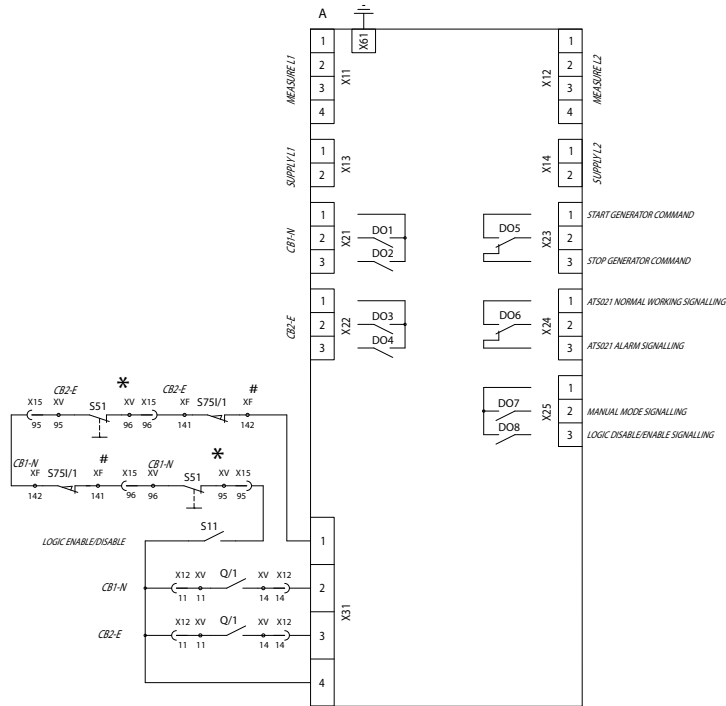 A
X61
1
2
3
4
X11
MEASURE L1
1
2
3
4
X12
MEASURE L2
1
2
X13
SUPPLY L1
1
2
X14
SUPPLY L2
1
2
3
X21
CB1-N
DO1
DO2
DO5
X23
1
2
3
START GENERATOR COMMAND
STOP GENERATOR COMMAND
1
2
3
X22
CB2-E
DO3
DO4
DO6
X24
1
2
3
ATS021 NORMAL WORKING SIGNALLING
ATS021 ALARM SIGNALLING
DO7
DO8
X25
1
2
3
MANUAL MODE SIGNALLING
LOGIC DISABLE/ENABLE SIGNALLING
CB2-E * CB2-E #
X15 XV S51 XV X15 XF S75I/1 XF
95 95 96 96 141 142
CB1-N # CB1-N *
XF S75I/1 XF X15 XV S51 XV X15
142 141 96 96 95 95
S11
LOGIC ENABLE/DISABLE
1
CB1-N
X12 XV Q/1 XV X12
11 11 14 14
2
X31
CB2-E
X12 XV Q/1 XV X12
11 11 14 14
3
4